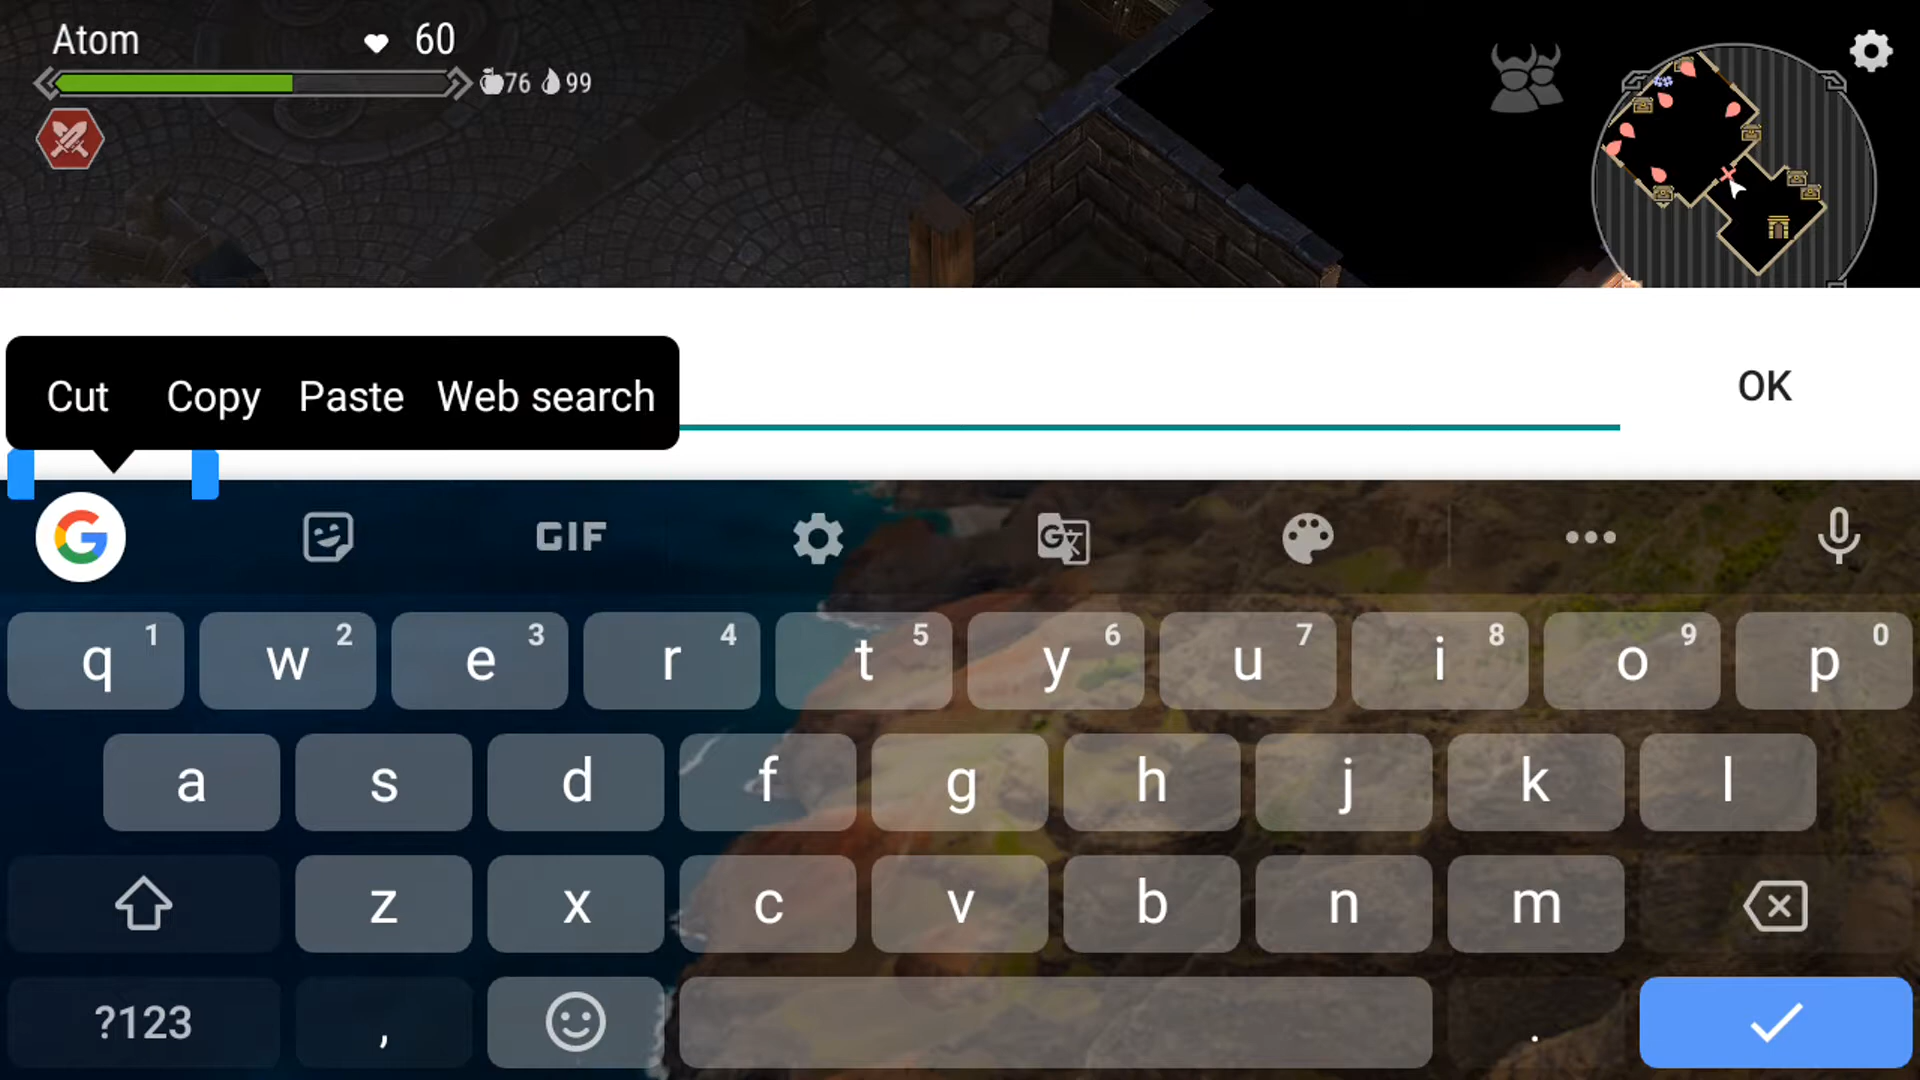 Atom 60
76 99
Cut Copy Paste Web search
OK
G GIF G
q 1 w 2 e 3 r 4 t 5 y 6 u 7 i 8 o 9 p 0
a s d f g h j k l
z x c v b n m
?123 , .